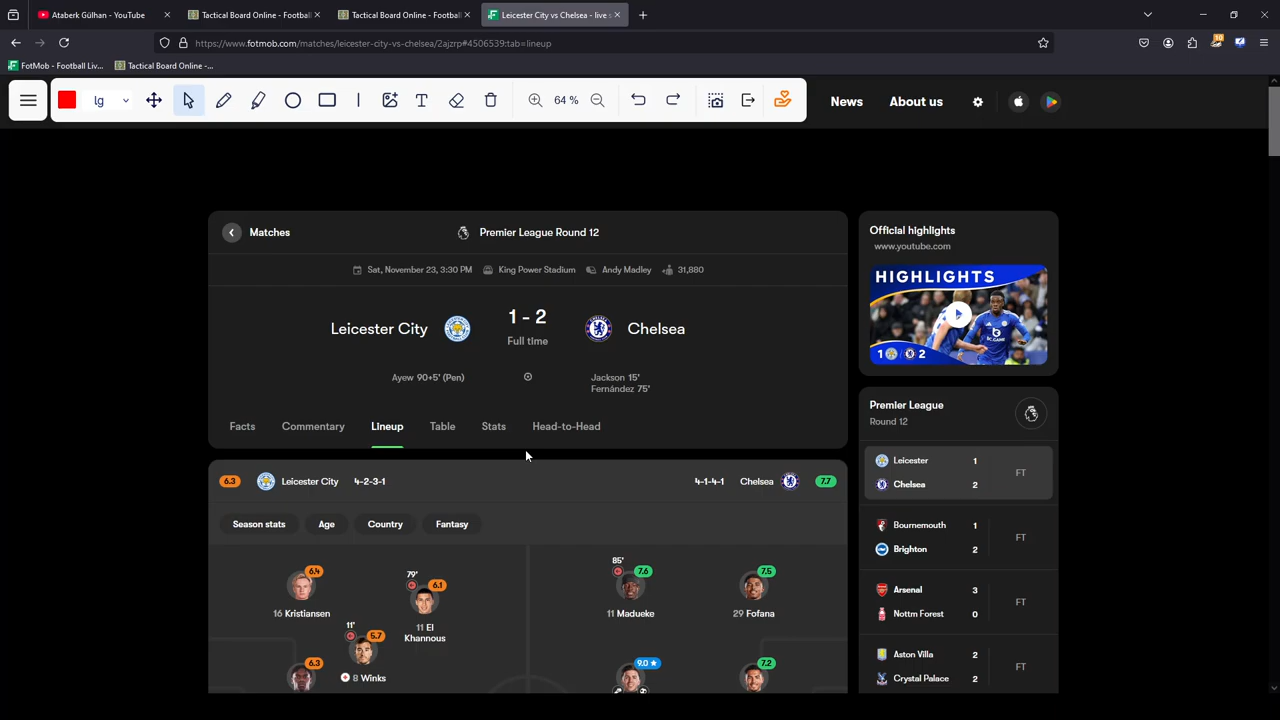 Ataberk Gülhan - YouTube
Tactical Board Online - Footbal
Tactical Board Online - Footbal
Leicester City vs Chelsea - live s
https://www.fotmob.com/matches/leicester-city-vs-chelsea/2ajzrp#4506539:tab=lineup
10
FotMob - Football Liv...
Tactical Board Online -...
lg
64 %
News
About us
Matches
Premier League Round 12
Sat, November 23, 3:30 PM
King Power Stadium
Andy Madley
31,880
Leicester City
1 - 2
Full time
Chelsea
Ayew 90+5' (Pen)
Jackson 15'
Fernández 75'
Facts
Commentary
Lineup
Table
Stats
Head-to-Head
6.3
Leicester City
4-2-3-1
4-1-4-1
Chelsea
7.7
Season stats
Age
Country
Fantasy
6.4
16 Kristiansen
79'
6.1
11 El
Khannous
11'
5.7
8 Winks
6.3
85'
7.6
11 Madueke
7.5
29 Fofana
9.0
7.2
Official highlights
www.youtube.com
HIGHLIGHTS
BC.GAME
1
2
Premier League
Round 12
Leicester 1
Chelsea 2
FT
Bournemouth 1
Brighton 2
FT
Arsenal 3
Nottm Forest 0
FT
Aston Villa 2
Crystal Palace 2
FT